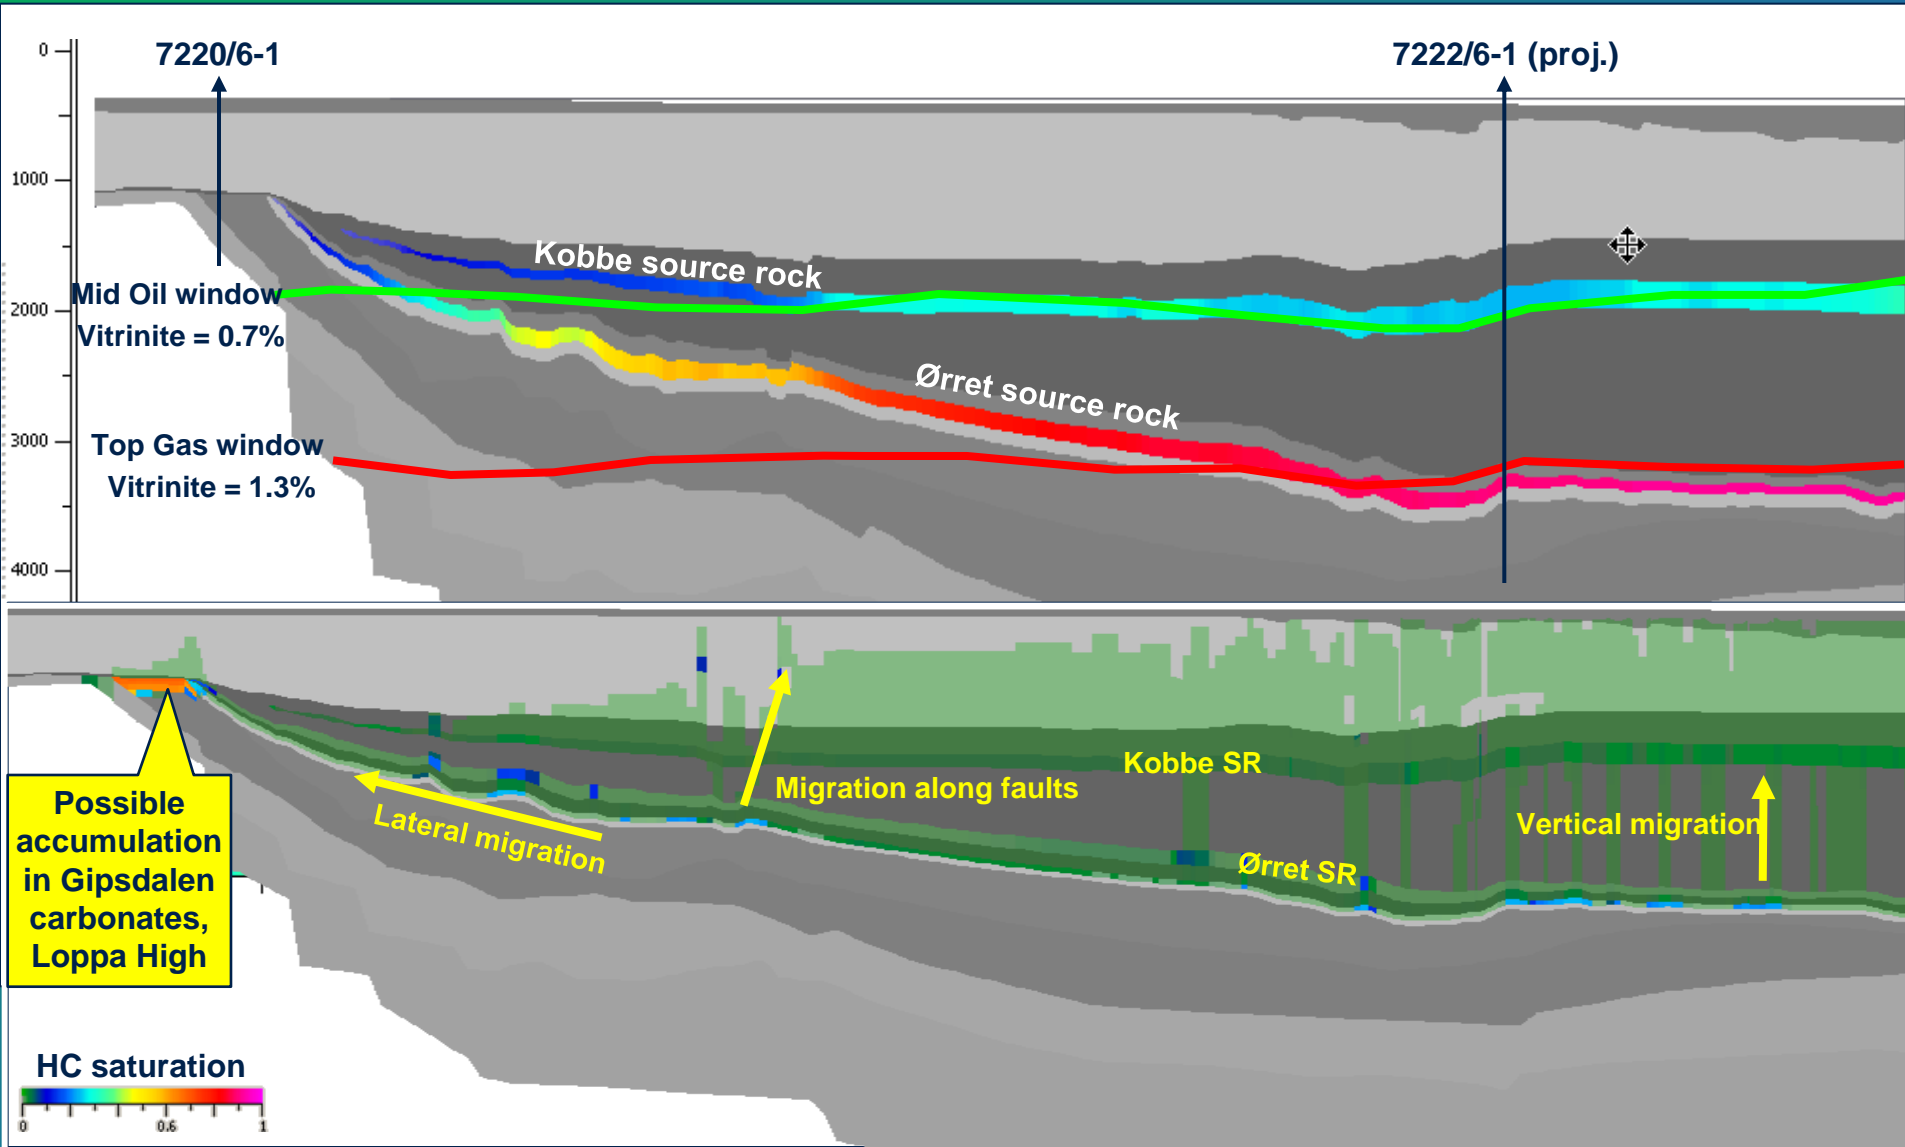 0
7220/6-1
7222/6-1 (proj.)
1000
Kobbe source rock
Mid Oil window
2000
Vitrinite = 0.7%
Ørret source rock
Top Gas window
3000
Vitrinite = 1.3%
4000
Kobbe SR
Migration along faults
Possible
accumulation
in Gipsdalen
carbonates,
Loppa High
Lateral migration
Vertical migration
Ørret SR
HC saturation
0
0.6
1